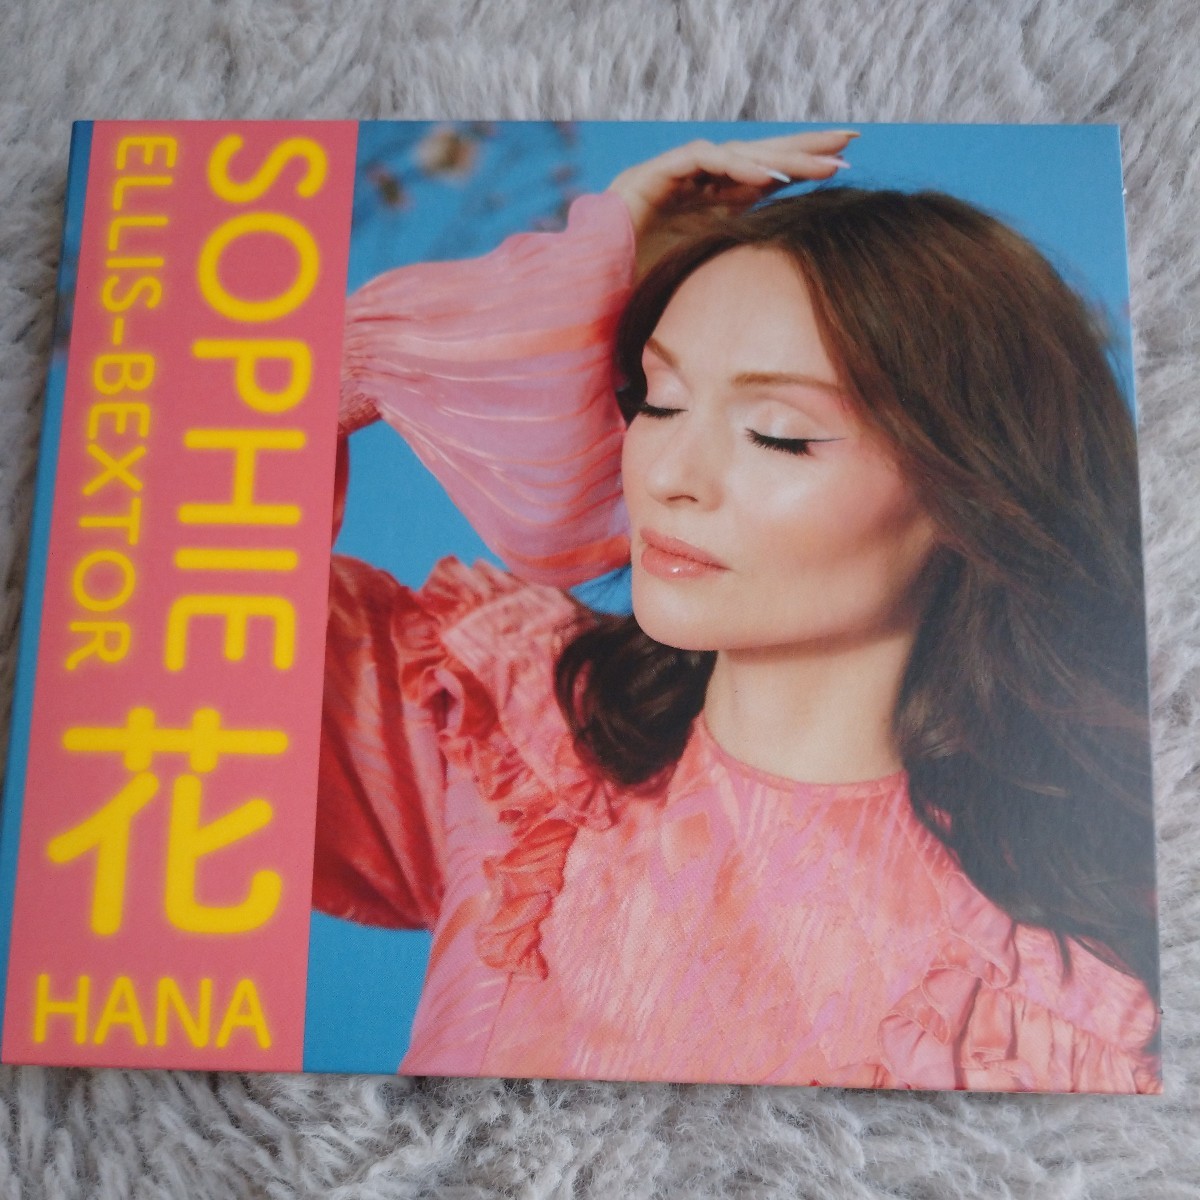 SOPHIE
ELLIS-BEXTOR
花
HANA